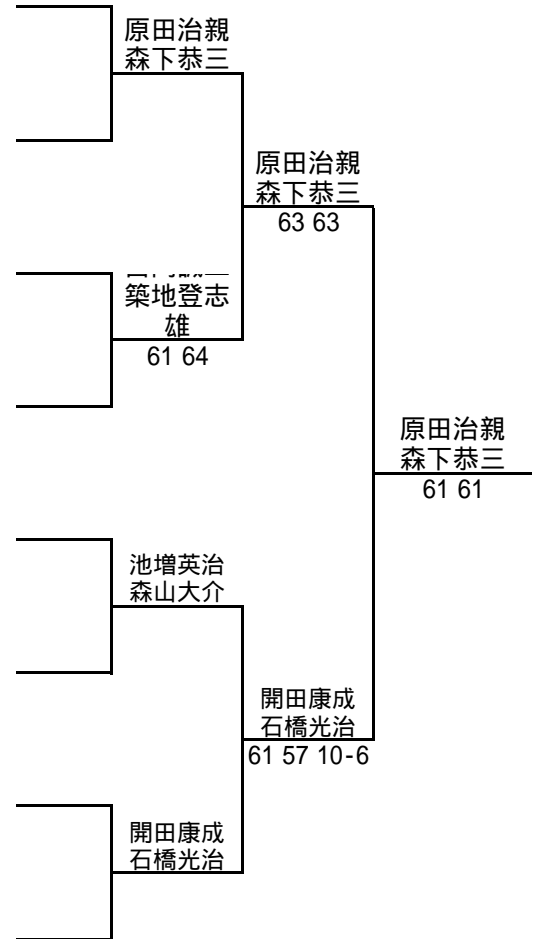 原田治親
森下恭三
原田治親
森下恭三
63 63
築地登志
雄
61 64
原田治親
森下恭三
61 61
池増英治
森山大介
開田康成
石橋光治
61 57 10-6
開田康成
石橋光治